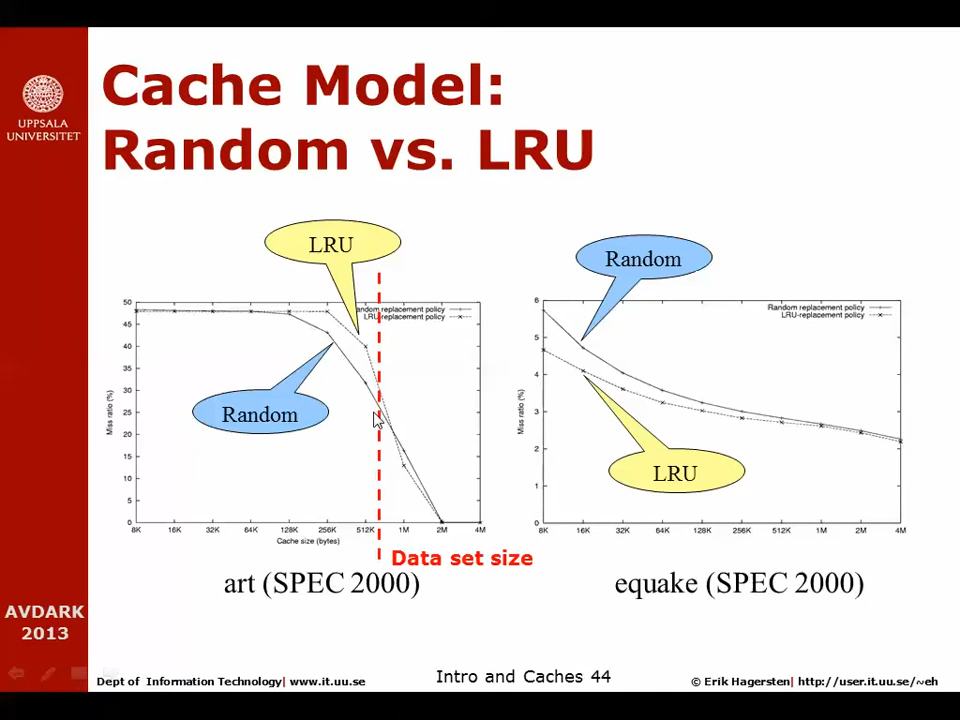 UPPSALA
UNIVERSITET
Cache Model:
Random vs. LRU
LRU
Random
50
45
40
35
30
25
20
15
10
5
0
Miss ratio (%)
andom replacement policy
LRU-replacement policy
Random
8K 16K 32K 64K 128K 256K 512K 1M 2M 4M
Cache size (bytes)
Data set size
art (SPEC 2000)
6
5
4
3
2
1
0
Miss ratio (%)
Random replacement policy
LRU-replacement policy
LRU
8K 16K 32K 64K 128K 256K 512K 1M 2M 4M
equake (SPEC 2000)
AVDARK
2013
Dept of Information Technology| www.it.uu.se
Intro and Caches 44
© Erik Hagersten| http://user.it.uu.se/~eh